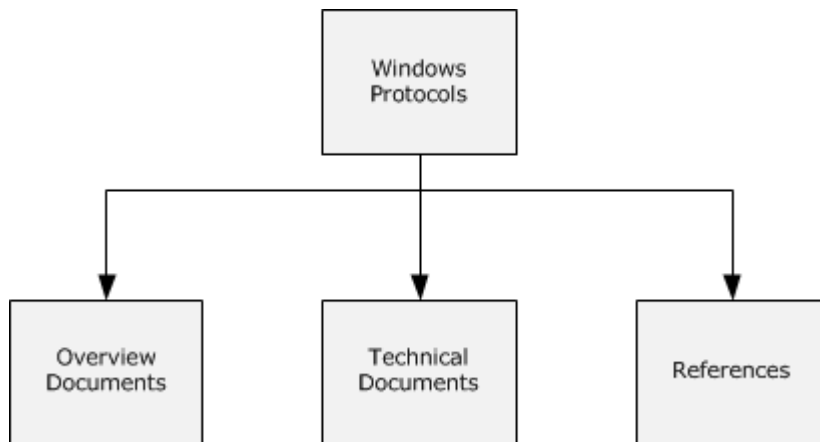 Windows
Protocols
Overview
Documents
Technical
Documents
References